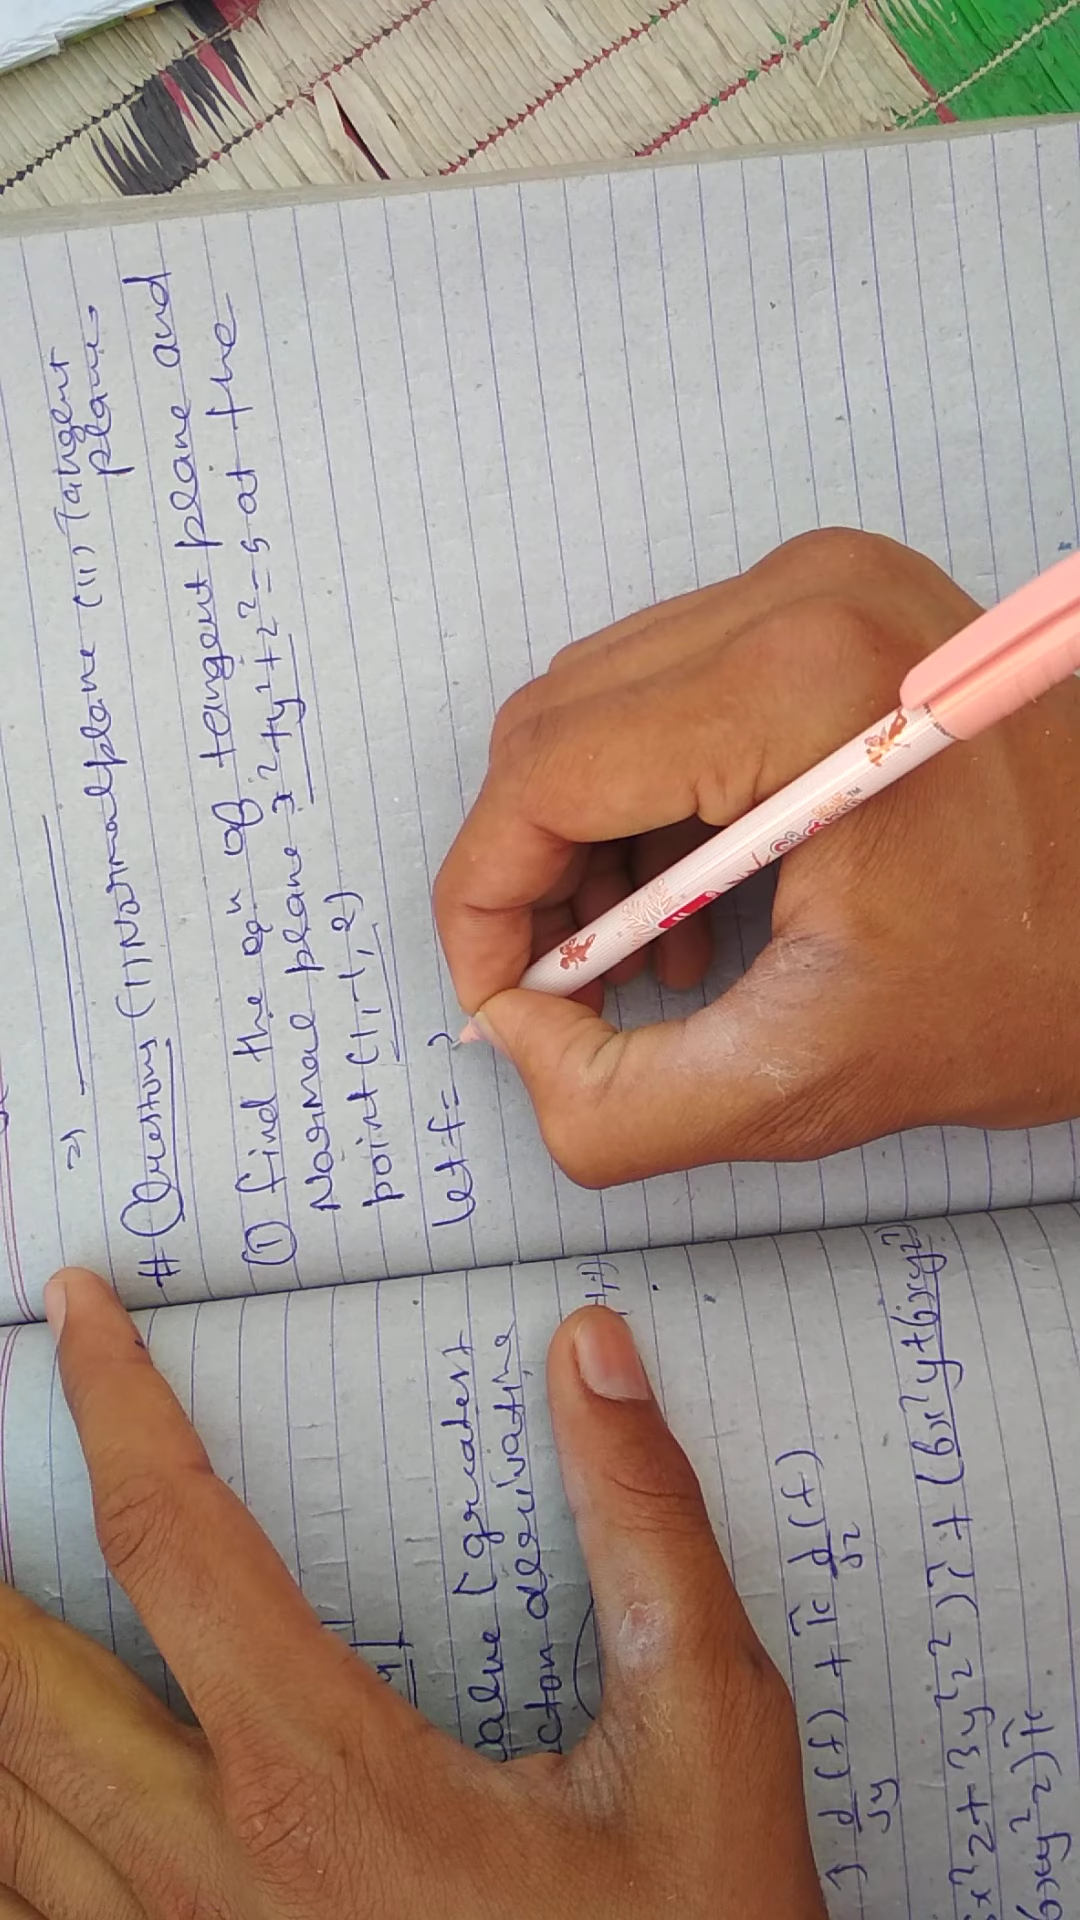 2)
# Questions (i) Normal plane (ii) Tangent
plane
① find the eqn of tangent plane and
Normal plane x²+y²+z²=5 at the
point (1,-1,2)
let f=
value [greatest
derivative
j d/dy (f) + k̂ d/dz (f)
x²z+3y²z²)î + (6x²y+6xyz²)
6xy²z)k̂